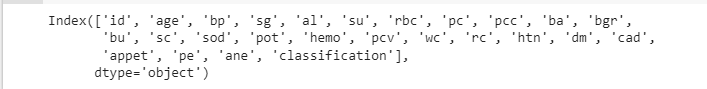 Index(['id', 'age', 'bp', 'sg', 'al', 'su', 'rbc', 'pc', 'pcc', 'ba', 'bgr',
'bu', 'sc', 'sod', 'pot', 'hemo', 'pcv', 'wc', 'rc', 'htn', 'dm', 'cad',
'appet', 'pe', 'ane', 'classification'],
dtype='object')